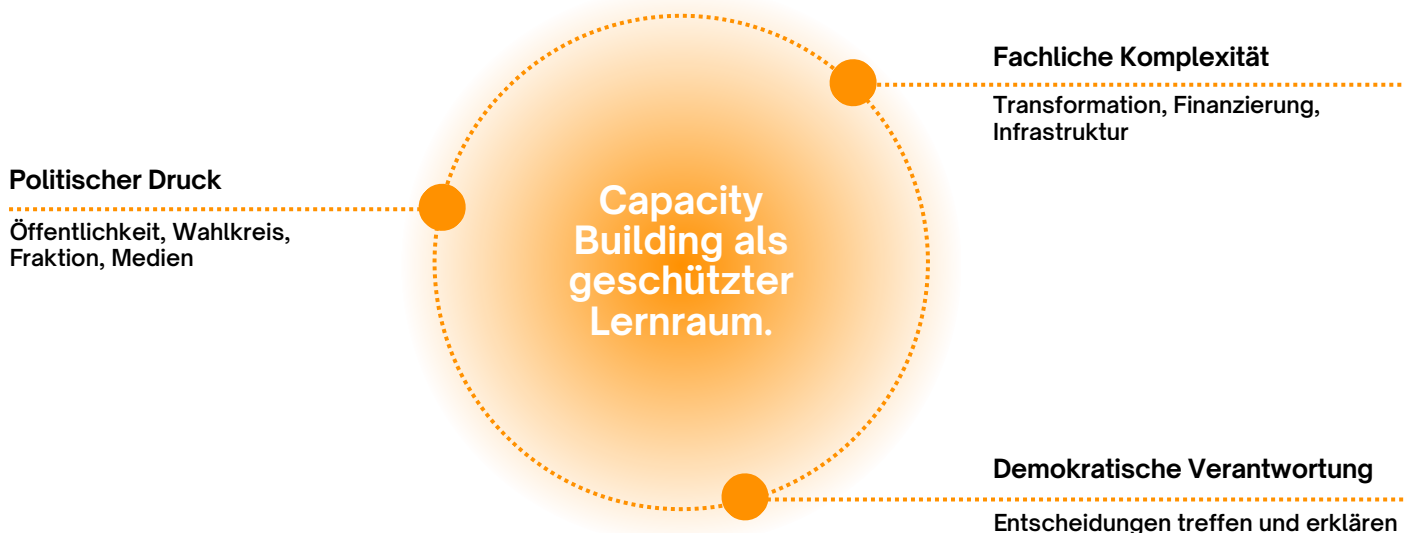 Politischer Druck
Öffentlichkeit, Wahlkreis,
Fraktion, Medien
Capacity
Building als
geschützter
Lernraum.
Fachliche Komplexität
Transformation, Finanzierung,
Infrastruktur
Demokratische Verantwortung
Entscheidungen treffen und erklären